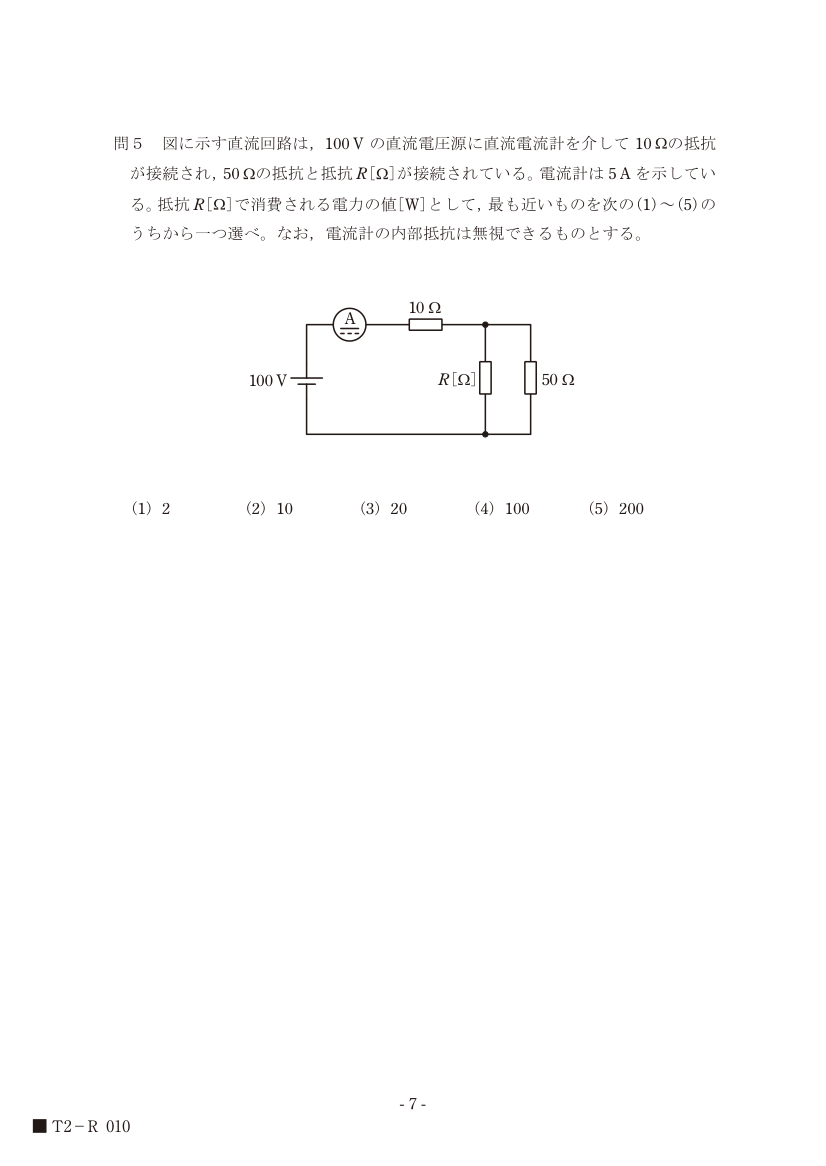 問5　図に示す直流回路は，100 V の直流電圧源に直流電流計を介して 10 Ωの抵抗
が接続され，50 Ωの抵抗と抵抗 R[Ω]が接続されている。電流計は 5 A を示してい
る。抵抗 R[Ω]で消費される電力の値[W]として，最も近いものを次の(1)～(5)の
うちから一つ選べ。なお，電流計の内部抵抗は無視できるものとする。
10 Ω
A
100 V
R[Ω]
50 Ω
(1) 2　(2) 10　(3) 20　(4) 100　(5) 200
- 7 -
■ T2－R 010